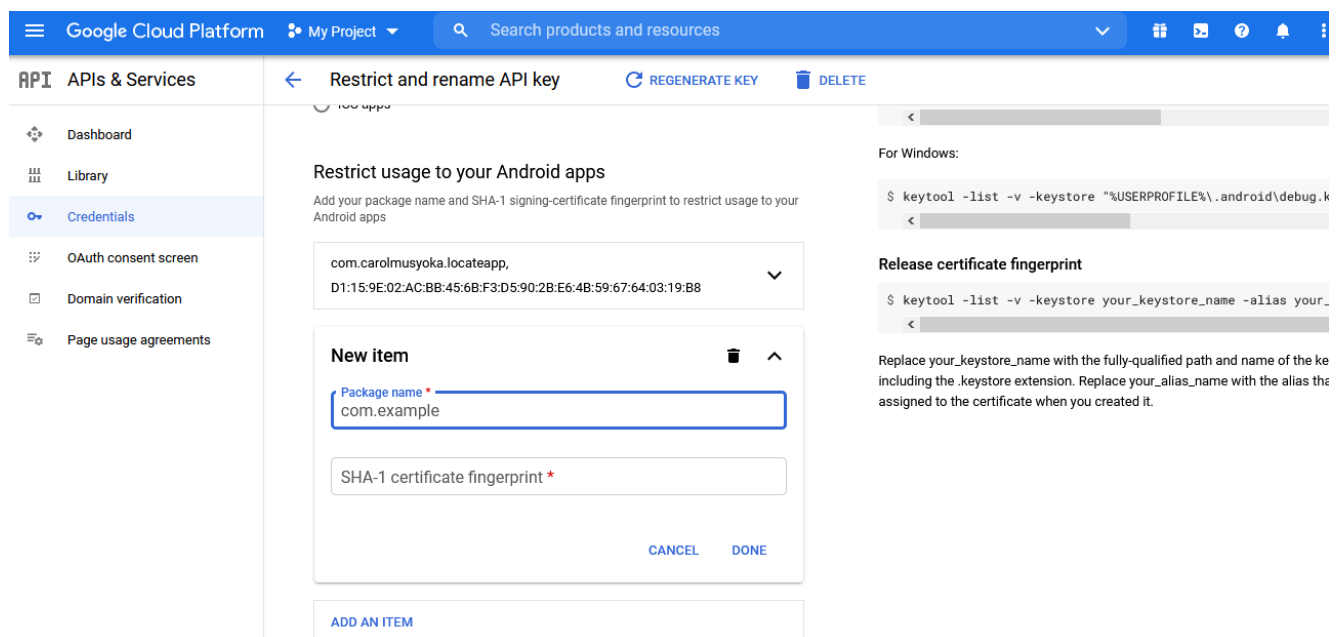 Google Cloud Platform
My Project
Search products and resources
API APIs & Services
Restrict and rename API key
REGENERATE KEY
DELETE
Dashboard
Library
Credentials
OAuth consent screen
Domain verification
Page usage agreements
iOS apps
Restrict usage to your Android apps
Add your package name and SHA-1 signing-certificate fingerprint to restrict usage to your
Android apps
com.carolmusyoka.locateapp,
D1:15:9E:02:AC:BB:45:6B:F3:D5:90:2B:E6:4B:59:67:64:03:19:B8
New item
Package name *
com.example
SHA-1 certificate fingerprint *
CANCEL
DONE
ADD AN ITEM
For Windows:
$ keytool -list -v -keystore "%USERPROFILE%\.android\debug.k
Release certificate fingerprint
$ keytool -list -v -keystore your_keystore_name -alias your_
Replace your_keystore_name with the fully-qualified path and name of the ke
including the .keystore extension. Replace your_alias_name with the alias tha
assigned to the certificate when you created it.